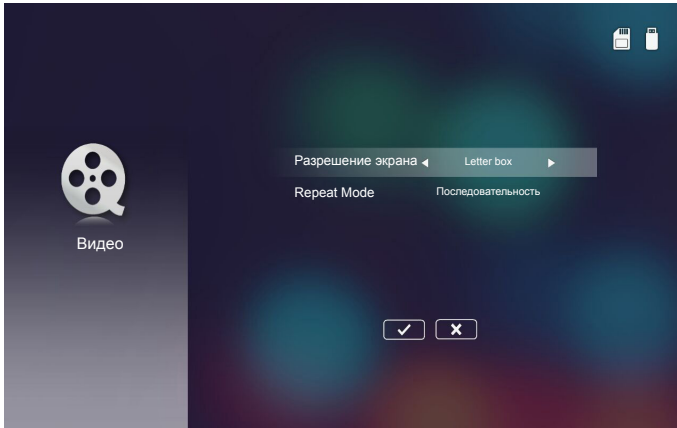 Разрешение экрана Letter box
Repeat Mode Последовательность
Видео